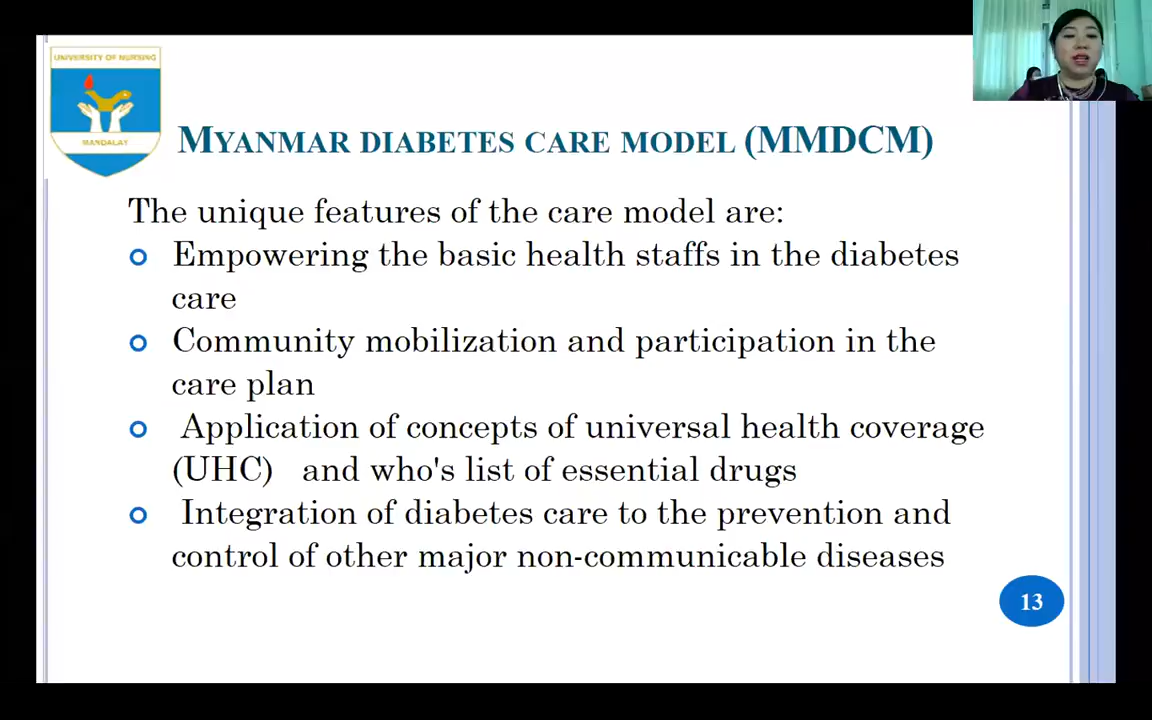 UNIVERSITY OF NURSING
MANDALAY
MYANMAR DIABETES CARE MODEL (MMDCM)
The unique features of the care model are:
Empowering the basic health staffs in the diabetes
care
Community mobilization and participation in the
care plan
Application of concepts of universal health coverage
(UHC) and who's list of essential drugs
Integration of diabetes care to the prevention and
control of other major non-communicable diseases
13